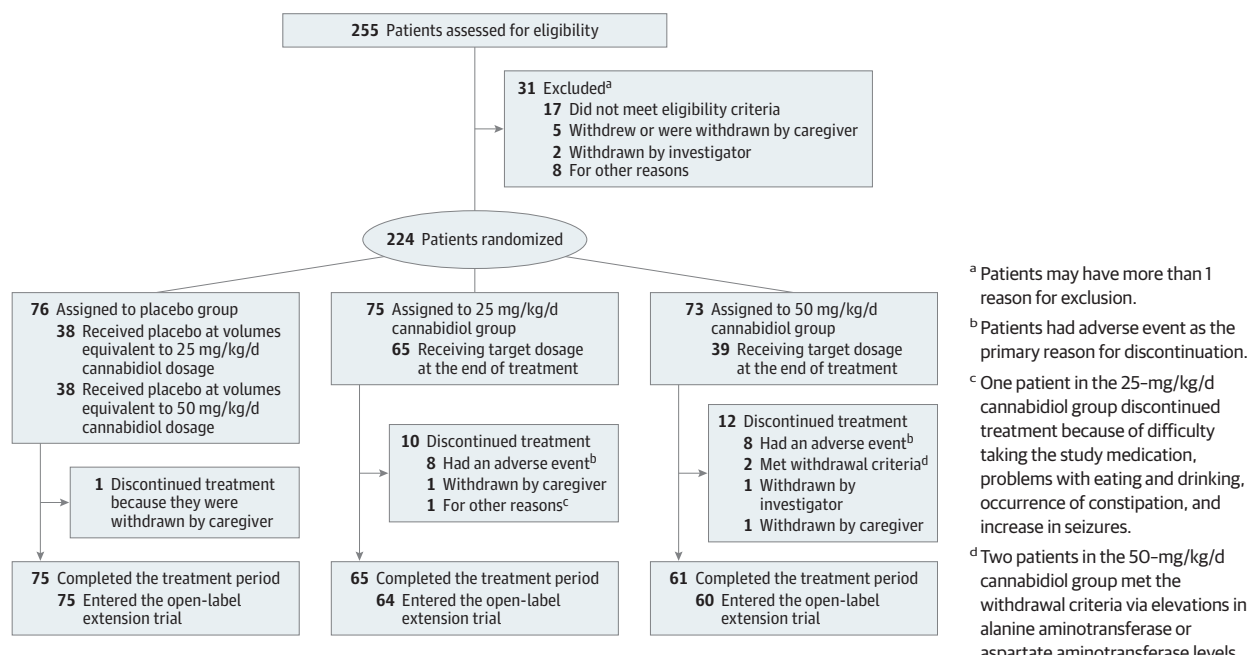 255 Patients assessed for eligibility
31 Excludedᵃ
17 Did not meet eligibility criteria
5 Withdrew or were withdrawn by caregiver
2 Withdrawn by investigator
8 For other reasons
224 Patients randomized
76 Assigned to placebo group
38 Received placebo at volumes
equivalent to 25 mg/kg/d
cannabidiol dosage
38 Received placebo at volumes
equivalent to 50 mg/kg/d
cannabidiol dosage
75 Assigned to 25 mg/kg/d
cannabidiol group
65 Receiving target dosage
at the end of treatment
73 Assigned to 50 mg/kg/d
cannabidiol group
39 Receiving target dosage
at the end of treatment
1 Discontinued treatment
because they were
withdrawn by caregiver
10 Discontinued treatment
8 Had an adverse eventᵇ
1 Withdrawn by caregiver
1 For other reasonsᶜ
12 Discontinued treatment
8 Had an adverse eventᵇ
2 Met withdrawal criteriaᵈ
1 Withdrawn by
investigator
1 Withdrawn by caregiver
75 Completed the treatment period
75 Entered the open-label
extension trial
65 Completed the treatment period
64 Entered the open-label
extension trial
61 Completed the treatment period
60 Entered the open-label
extension trial
ᵃ Patients may have more than 1
reason for exclusion.
ᵇ Patients had adverse event as the
primary reason for discontinuation.
ᶜ One patient in the 25-mg/kg/d
cannabidiol group discontinued
treatment because of difficulty
taking the study medication,
problems with eating and drinking,
occurrence of constipation, and
increase in seizures.
ᵈ Two patients in the 50-mg/kg/d
cannabidiol group met the
withdrawal criteria via elevations in
alanine aminotransferase or
aspartate aminotransferase levels